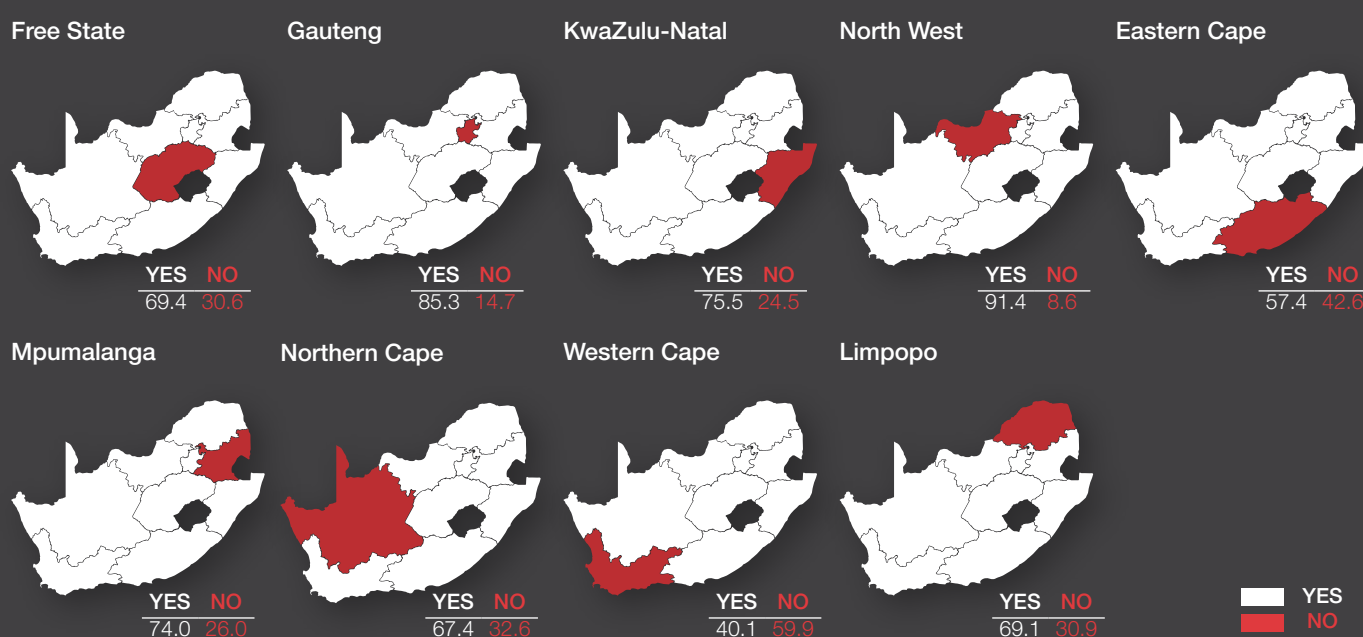 Free State
Gauteng
KwaZulu-Natal
North West
Eastern Cape
YES NO
69.4 30.6
YES NO
85.3 14.7
YES NO
75.5 24.5
YES NO
91.4 8.6
YES NO
57.4 42.6
Mpumalanga
Northern Cape
Western Cape
Limpopo
YES NO
74.0 26.0
YES NO
67.4 32.6
YES NO
40.1 59.9
YES NO
69.1 30.9
YES
NO